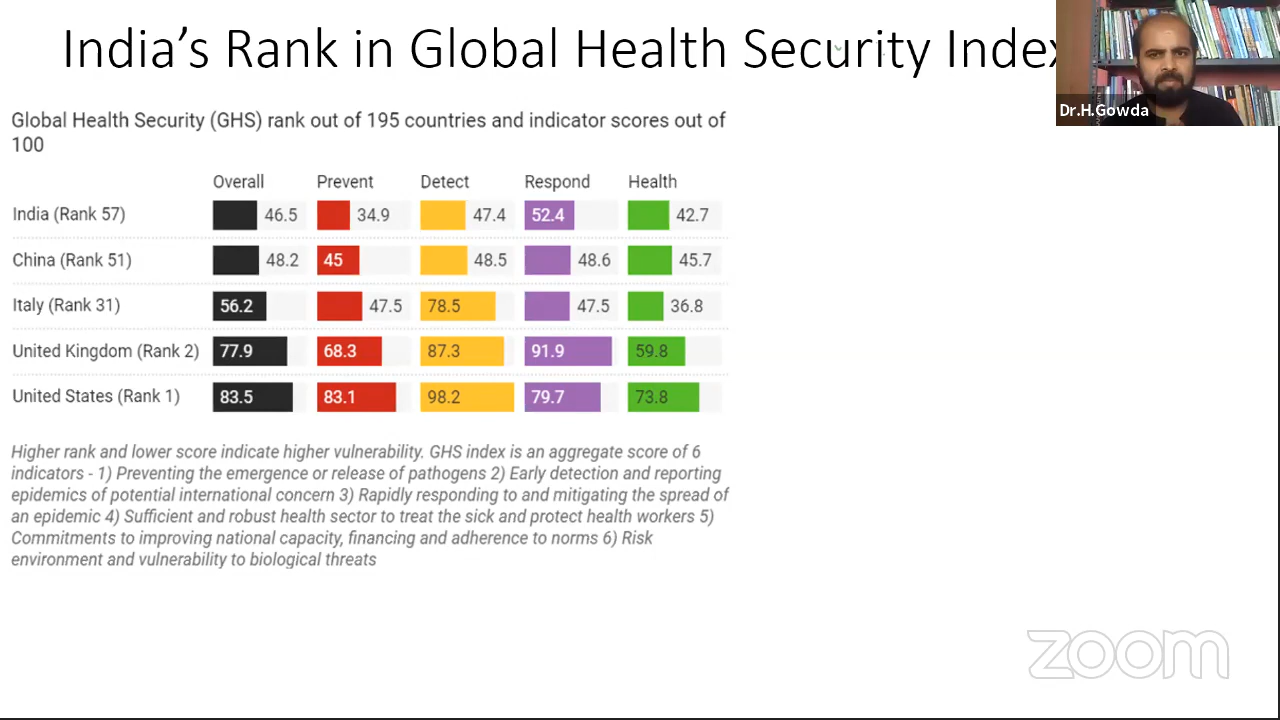 India's Rank in Global Health Security Index
Dr.H.Gowda
Global Health Security (GHS) rank out of 195 countries and indicator scores out of
100
Overall Prevent Detect Respond Health
India (Rank 57) 46.5 34.9 47.4 52.4 42.7
China (Rank 51) 48.2 45 48.5 48.6 45.7
Italy (Rank 31) 56.2 47.5 78.5 47.5 36.8
United Kingdom (Rank 2) 77.9 68.3 87.3 91.9 59.8
United States (Rank 1) 83.5 83.1 98.2 79.7 73.8
Higher rank and lower score indicate higher vulnerability. GHS index is an aggregate score of 6
indicators - 1) Preventing the emergence or release of pathogens 2) Early detection and reporting
epidemics of potential international concern 3) Rapidly responding to and mitigating the spread of
an epidemic 4) Sufficient and robust health sector to treat the sick and protect health workers 5)
Commitments to improving national capacity, financing and adherence to norms 6) Risk
environment and vulnerability to biological threats
zoom